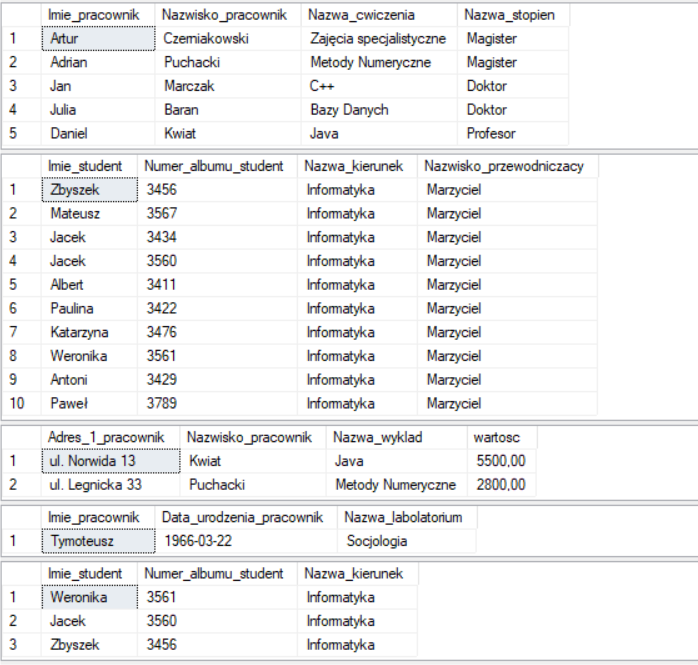 Imie_pracownik Nazwisko_pracownik Nazwa_cwiczenia Nazwa_stopien
1 Artur Czerniakowski Zajęcia specjalistyczne Magister
2 Adrian Puchacki Metody Numeryczne Magister
3 Jan Marczak C++ Doktor
4 Julia Baran Bazy Danych Doktor
5 Daniel Kwiat Java Profesor
Imie_student Numer_albumu_student Nazwa_kierunek Nazwisko_przewodniczacy
1 Zbyszek 3456 Informatyka Marzyciel
2 Mateusz 3567 Informatyka Marzyciel
3 Jacek 3434 Informatyka Marzyciel
4 Jacek 3560 Informatyka Marzyciel
5 Albert 3411 Informatyka Marzyciel
6 Paulina 3422 Informatyka Marzyciel
7 Katarzyna 3476 Informatyka Marzyciel
8 Weronika 3561 Informatyka Marzyciel
9 Antoni 3429 Informatyka Marzyciel
10 Paweł 3789 Informatyka Marzyciel
Adres_1_pracownik Nazwisko_pracownik Nazwa_wyklad wartosc
1 ul. Norwida 13 Kwiat Java 5500,00
2 ul. Legnicka 33 Puchacki Metody Numeryczne 2800,00
Imie_pracownik Data_urodzenia_pracownik Nazwa_labolatorium
1 Tymoteusz 1966-03-22 Socjologia
Imie_student Numer_albumu_student Nazwa_kierunek
1 Weronika 3561 Informatyka
2 Jacek 3560 Informatyka
3 Zbyszek 3456 Informatyka